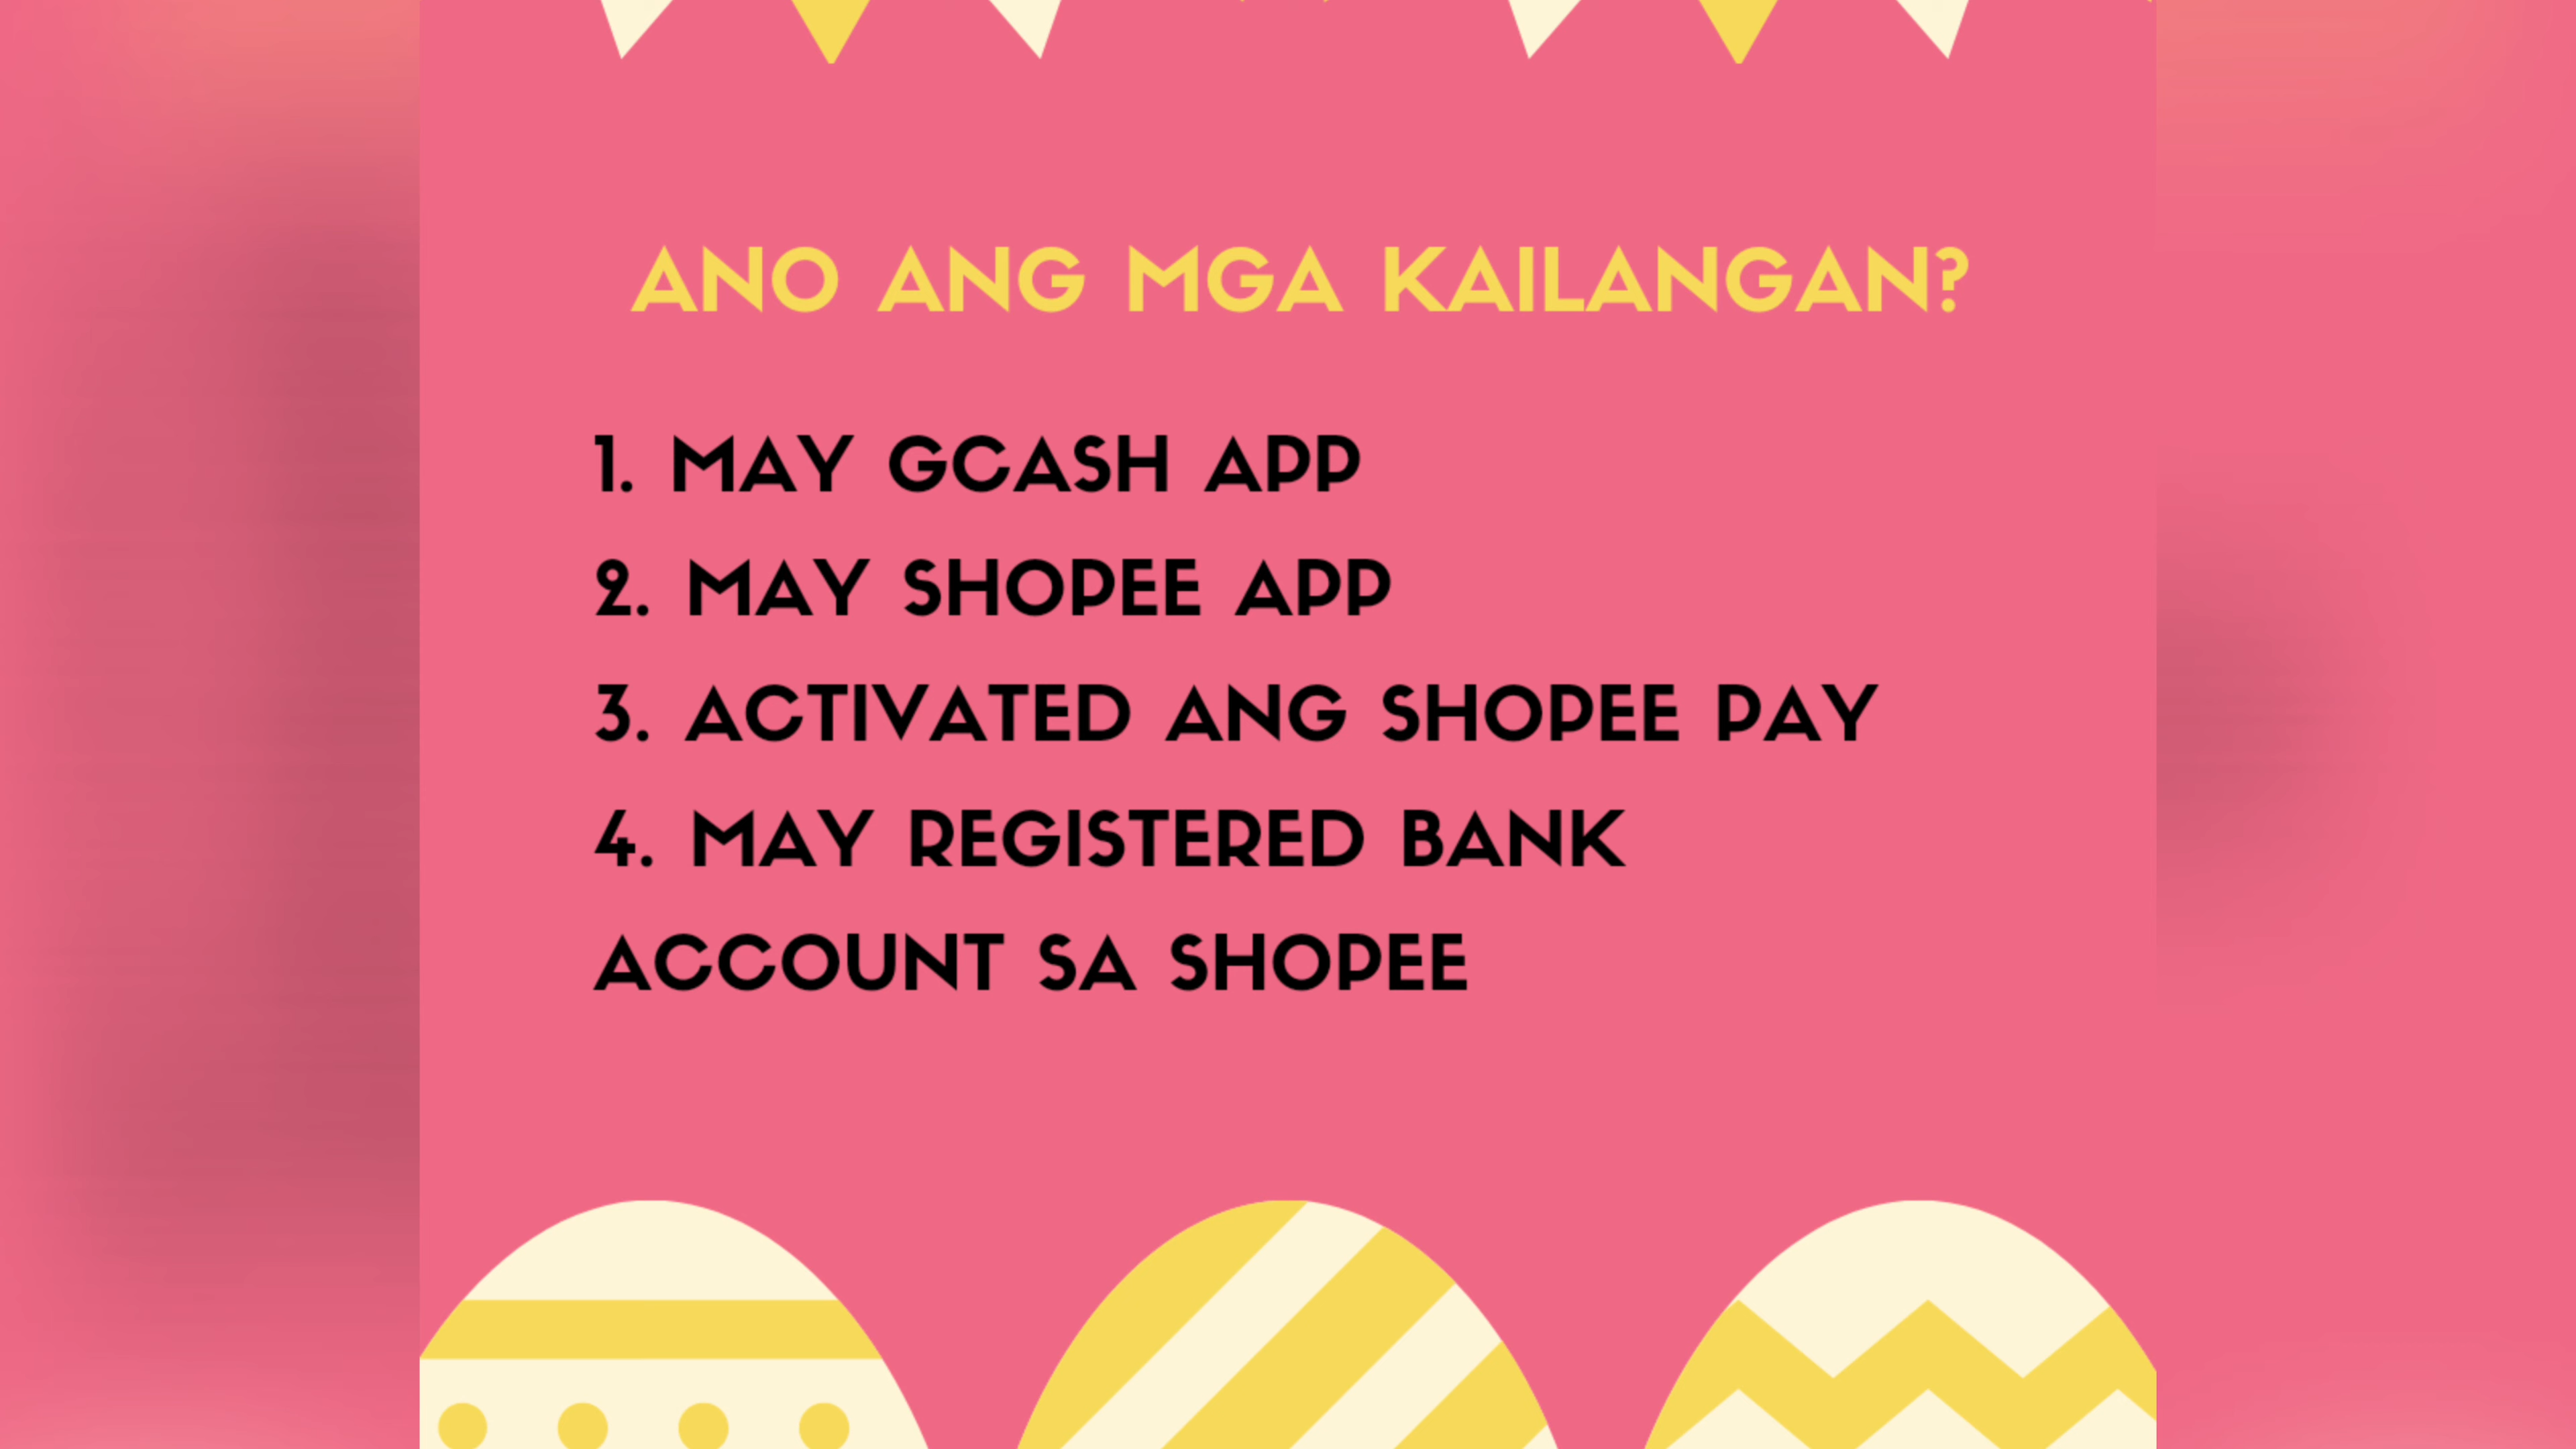 ANO ANG MGA KAILANGAN?
1. MAY GCASH APP
2. MAY SHOPEE APP
3. ACTIVATED ANG SHOPEE PAY
4. MAY REGISTERED BANK
ACCOUNT SA SHOPEE